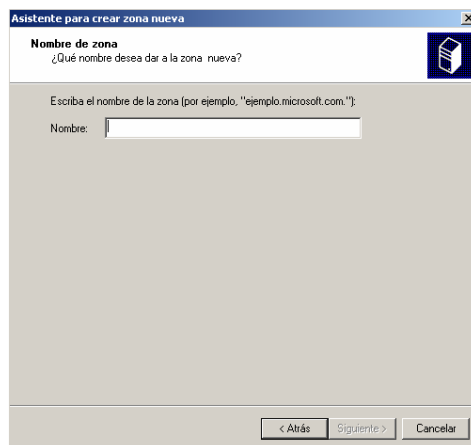 Asistente para crear zona nueva
Nombre de zona
¿Qué nombre desea dar a la zona nueva?
Escriba el nombre de la zona (por ejemplo, "ejemplo.microsoft.com."):
Nombre:
< Atrás Siguiente > Cancelar